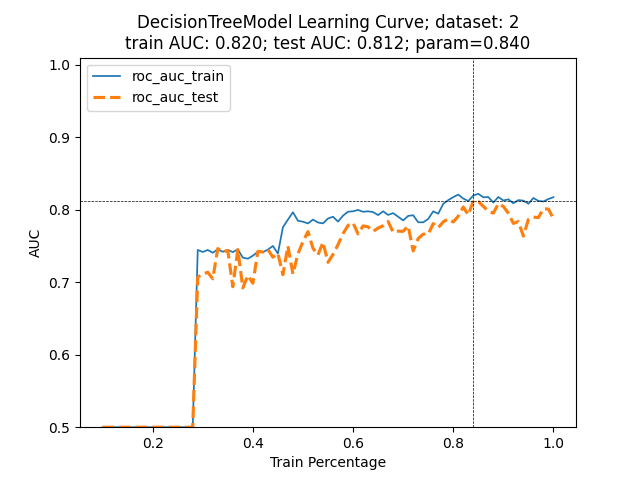 DecisionTreeModel Learning Curve; dataset: 2
train AUC: 0.820; test AUC: 0.812; param=0.840
roc_auc_train
roc_auc_test
1.0
0.9
0.8
0.7
0.6
0.5
AUC
0.2 0.4 0.6 0.8 1.0
Train Percentage